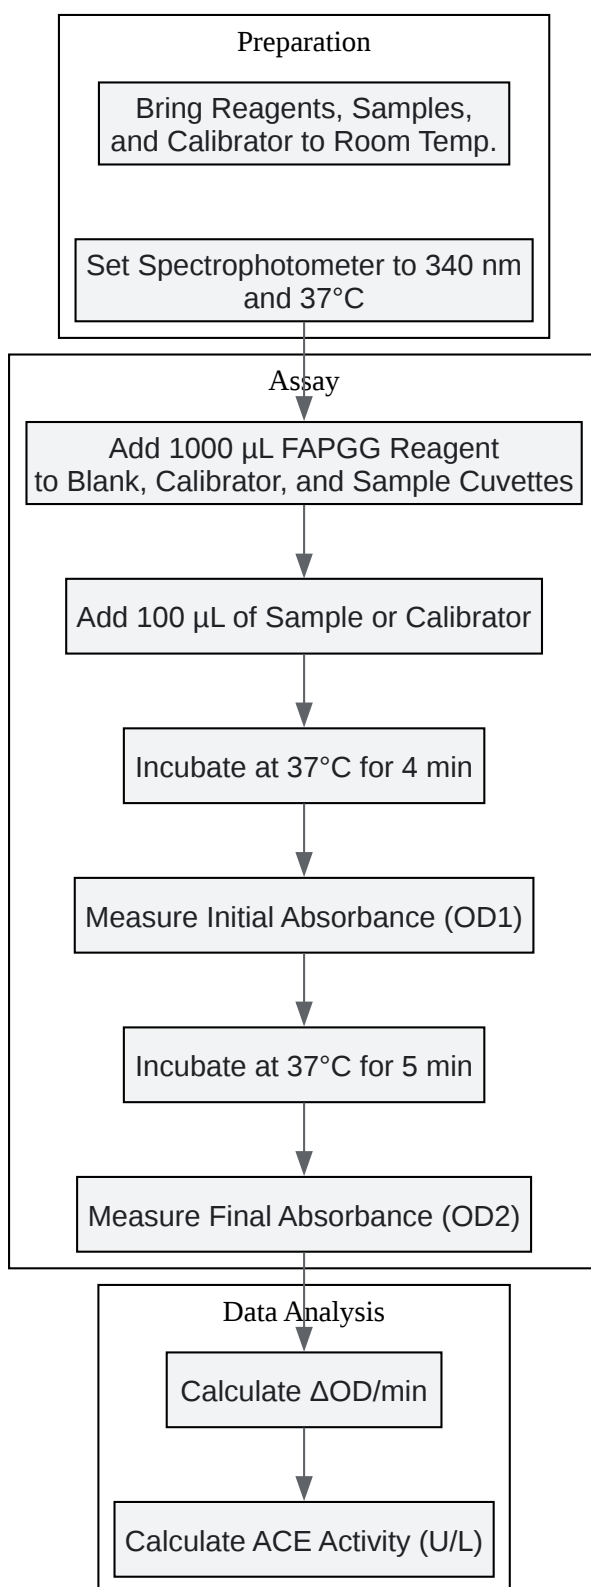 Preparation
Bring Reagents, Samples,
and Calibrator to Room Temp.
Set Spectrophotometer to 340 nm
and 37°C
Assay
Add 1000 µL FAPGG Reagent
to Blank, Calibrator, and Sample Cuvettes
Add 100 µL of Sample or Calibrator
Incubate at 37°C for 4 min
Measure Initial Absorbance (OD1)
Incubate at 37°C for 5 min
Measure Final Absorbance (OD2)
Data Analysis
Calculate ΔOD/min
Calculate ACE Activity (U/L)